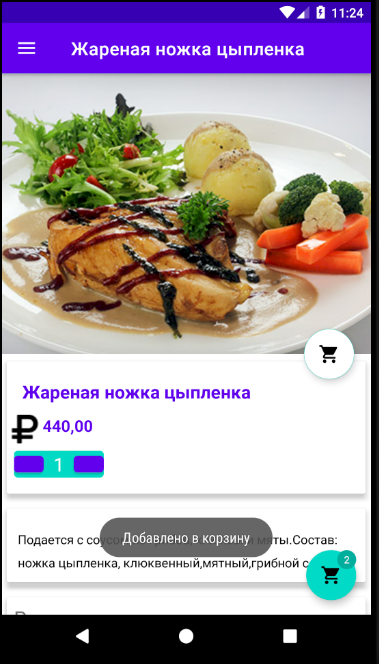 11:24
Жареная ножка цыпленка
Жареная ножка цыпленка
₽ 440,00
1
Подается с мяты.Состав:
Добавлено в корзину
ножка цыпленка, клюквенный,мятный,грибной
2